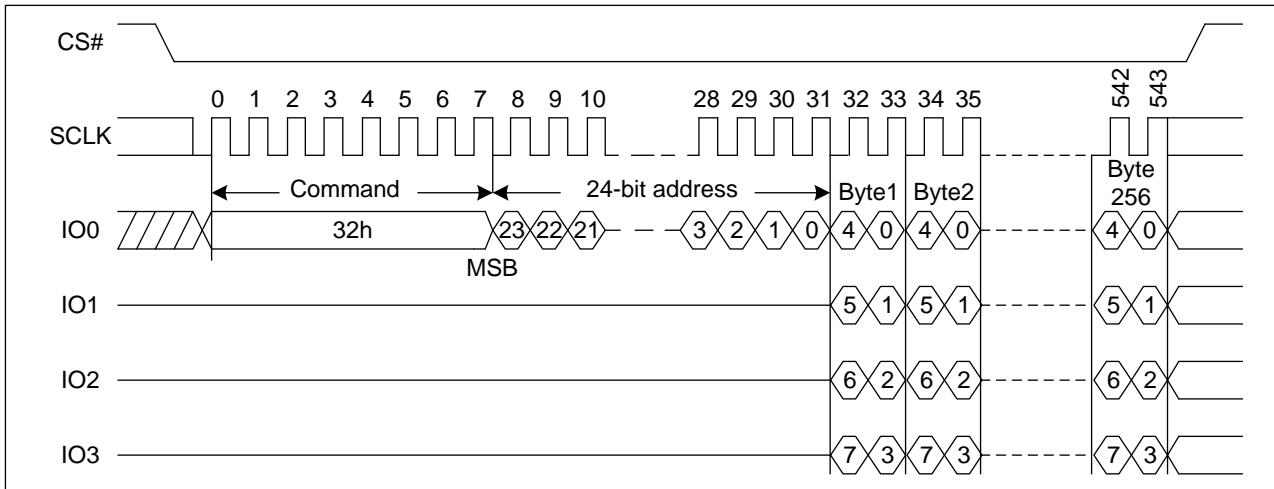 CS#
0 1 2 3 4 5 6 7 8 9 10 28 29 30 31 32 33 34 35 542 543
SCLK
Command 24-bit address Byte1 Byte2 Byte
256
IO0 32h 23 22 21 3 2 1 0 4 0 4 0 4 0
MSB
IO1 5 1 5 1 5 1
IO2 6 2 6 2 6 2
IO3 7 3 7 3 7 3